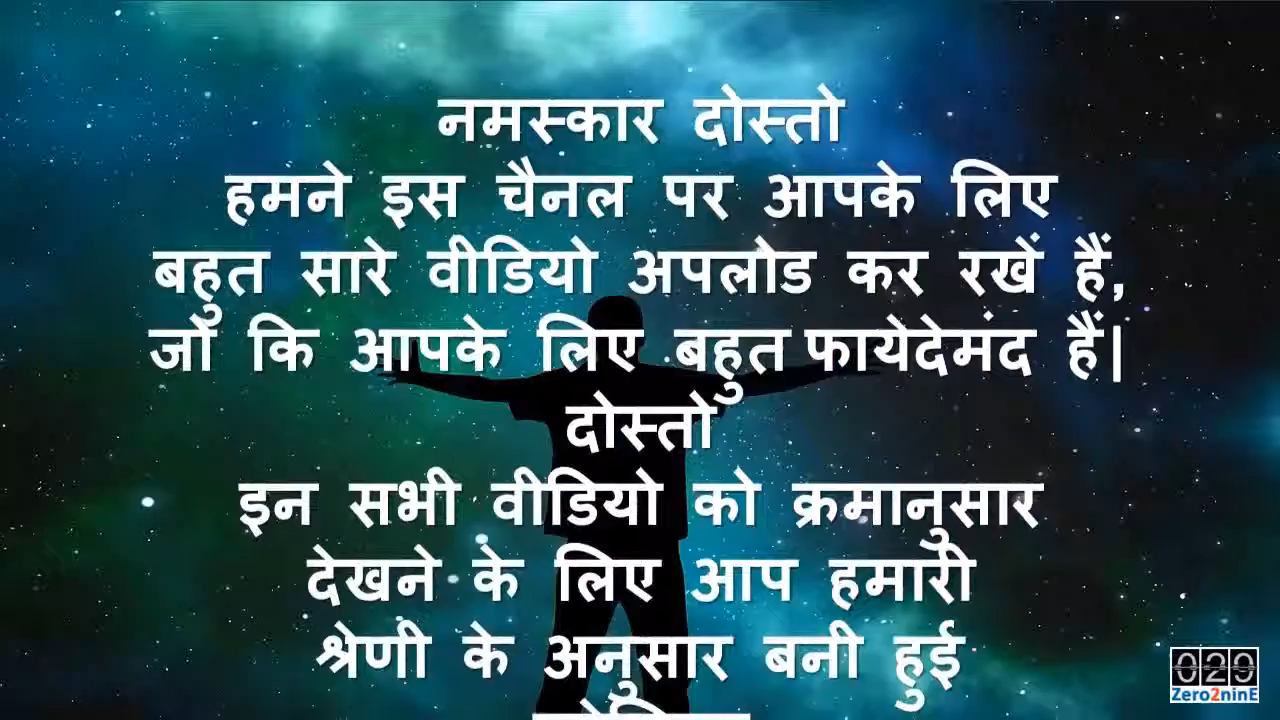 नमस्कार दोस्तो
हमने इस चैनल पर आपके लिए
बहुत सारे वीडियो अपलोड कर रखें हैं,
जो कि आपके लिए बहुत फायेदेमंद हैं|
दोस्तो
इन सभी वीडियो को क्रमानुसार
देखने के लिए आप हमारी
श्रेणी के अनुसार बनी हुई
029
Zero2ninE